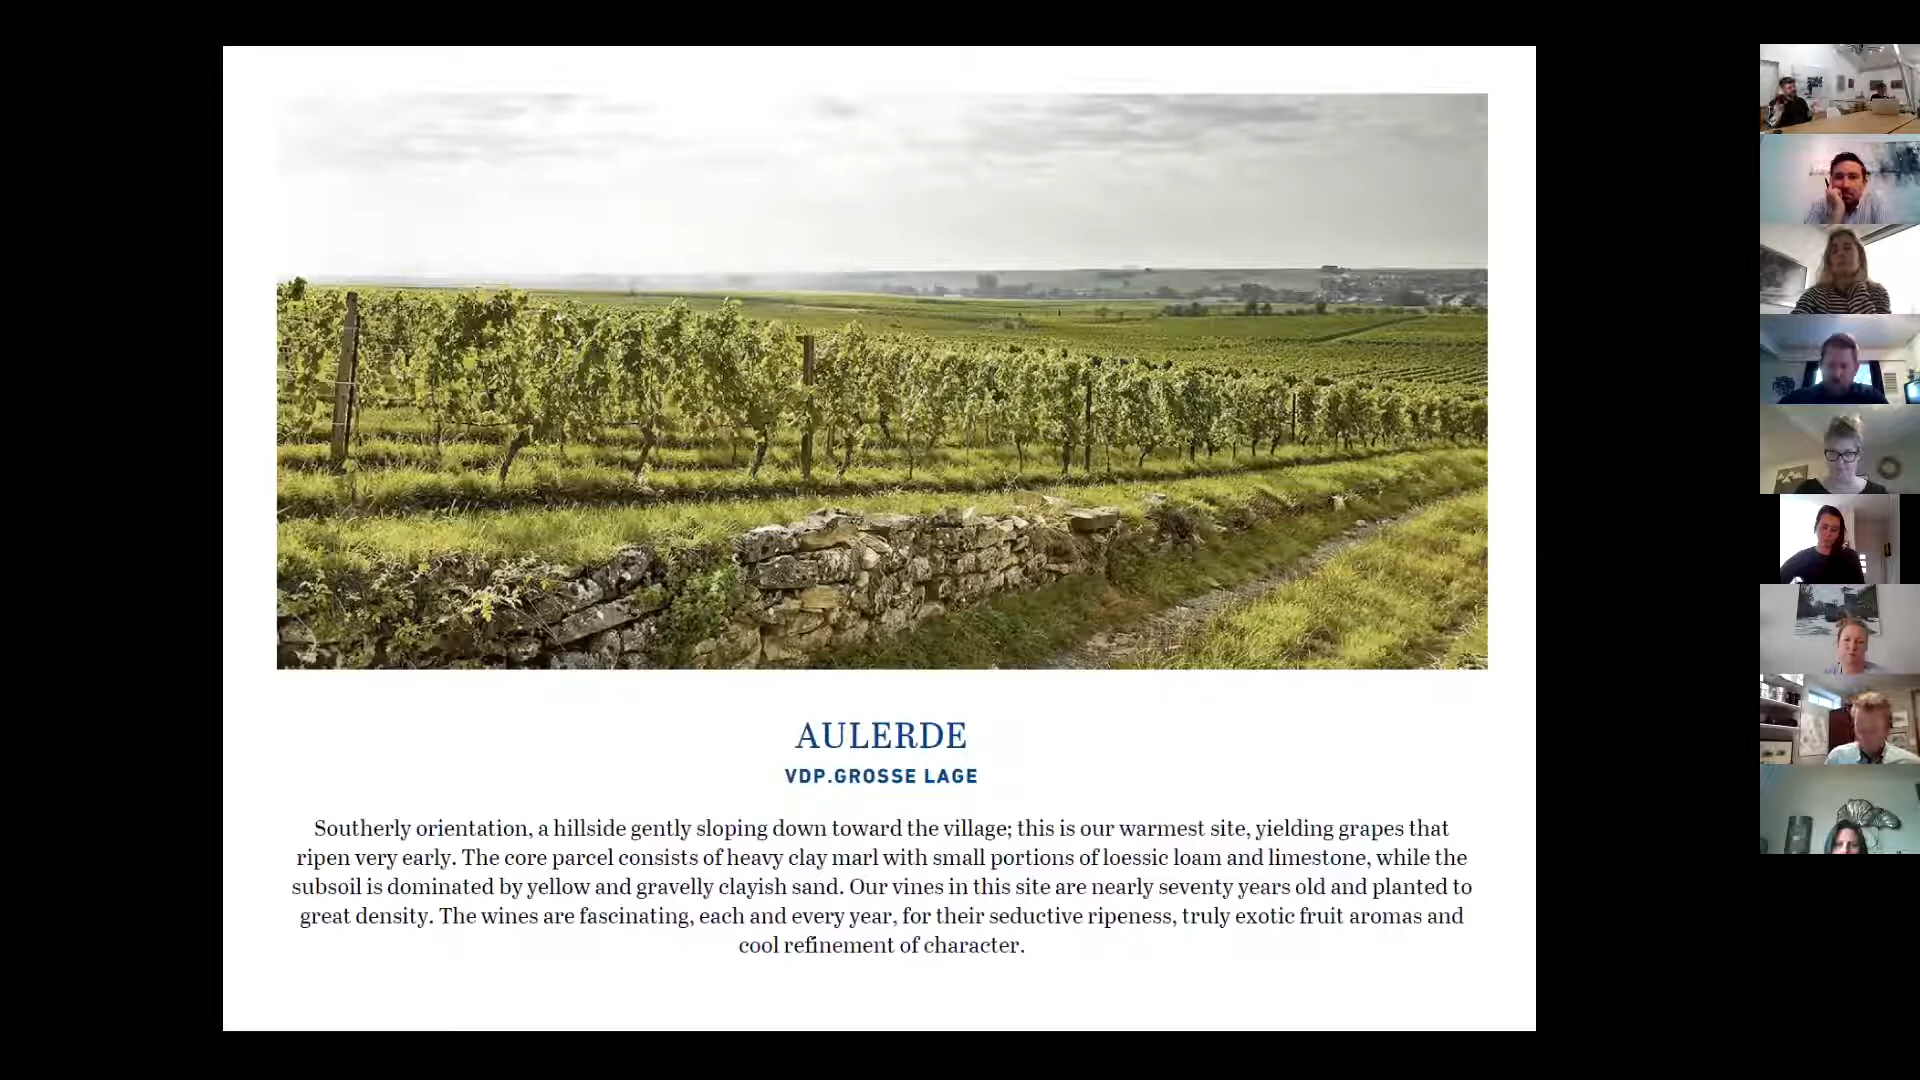 AULERDE
VDP.GROSSE LAGE
Southerly orientation, a hillside gently sloping down toward the village; this is our warmest site, yielding grapes that
ripen very early. The core parcel consists of heavy clay marl with small portions of loessic loam and limestone, while the
subsoil is dominated by yellow and gravelly clayish sand. Our vines in this site are nearly seventy years old and planted to
great density. The wines are fascinating, each and every year, for their seductive ripeness, truly exotic fruit aromas and
cool refinement of character.